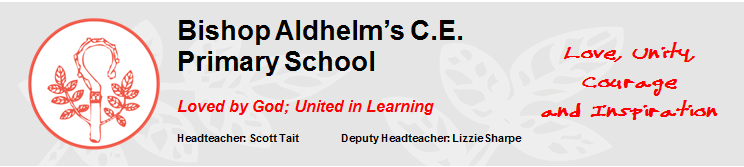 Bishop Aldhelm's C.E.
Primary School
Loved by God; United in Learning
Headteacher: Scott Tait Deputy Headteacher: Lizzie Sharpe
Love, Unity,
Courage
and Inspiration